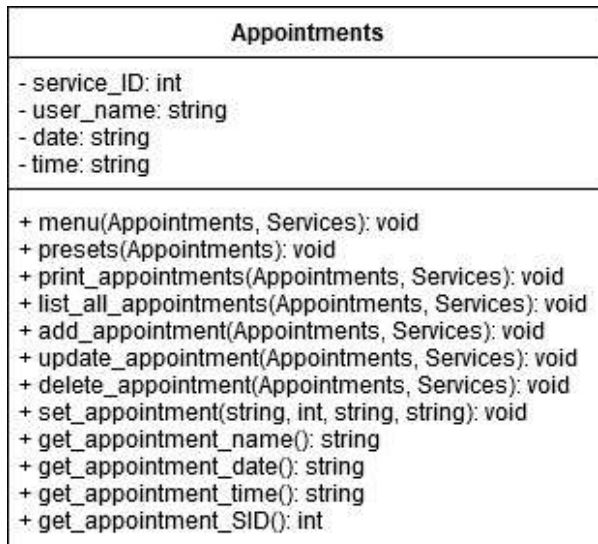 Appointments
- service_ID: int
- user_name: string
- date: string
- time: string
+ menu(Appointments, Services): void
+ presets(Appointments): void
+ print_appointments(Appointments, Services): void
+ list_all_appointments(Appointments, Services): void
+ add_appointment(Appointments, Services): void
+ update_appointment(Appointments, Services): void
+ delete_appointment(Appointments, Services): void
+ set_appointment(string, int, string, string): void
+ get_appointment_name(): string
+ get_appointment_date(): string
+ get_appointment_time(): string
+ get_appointment_SID(): int